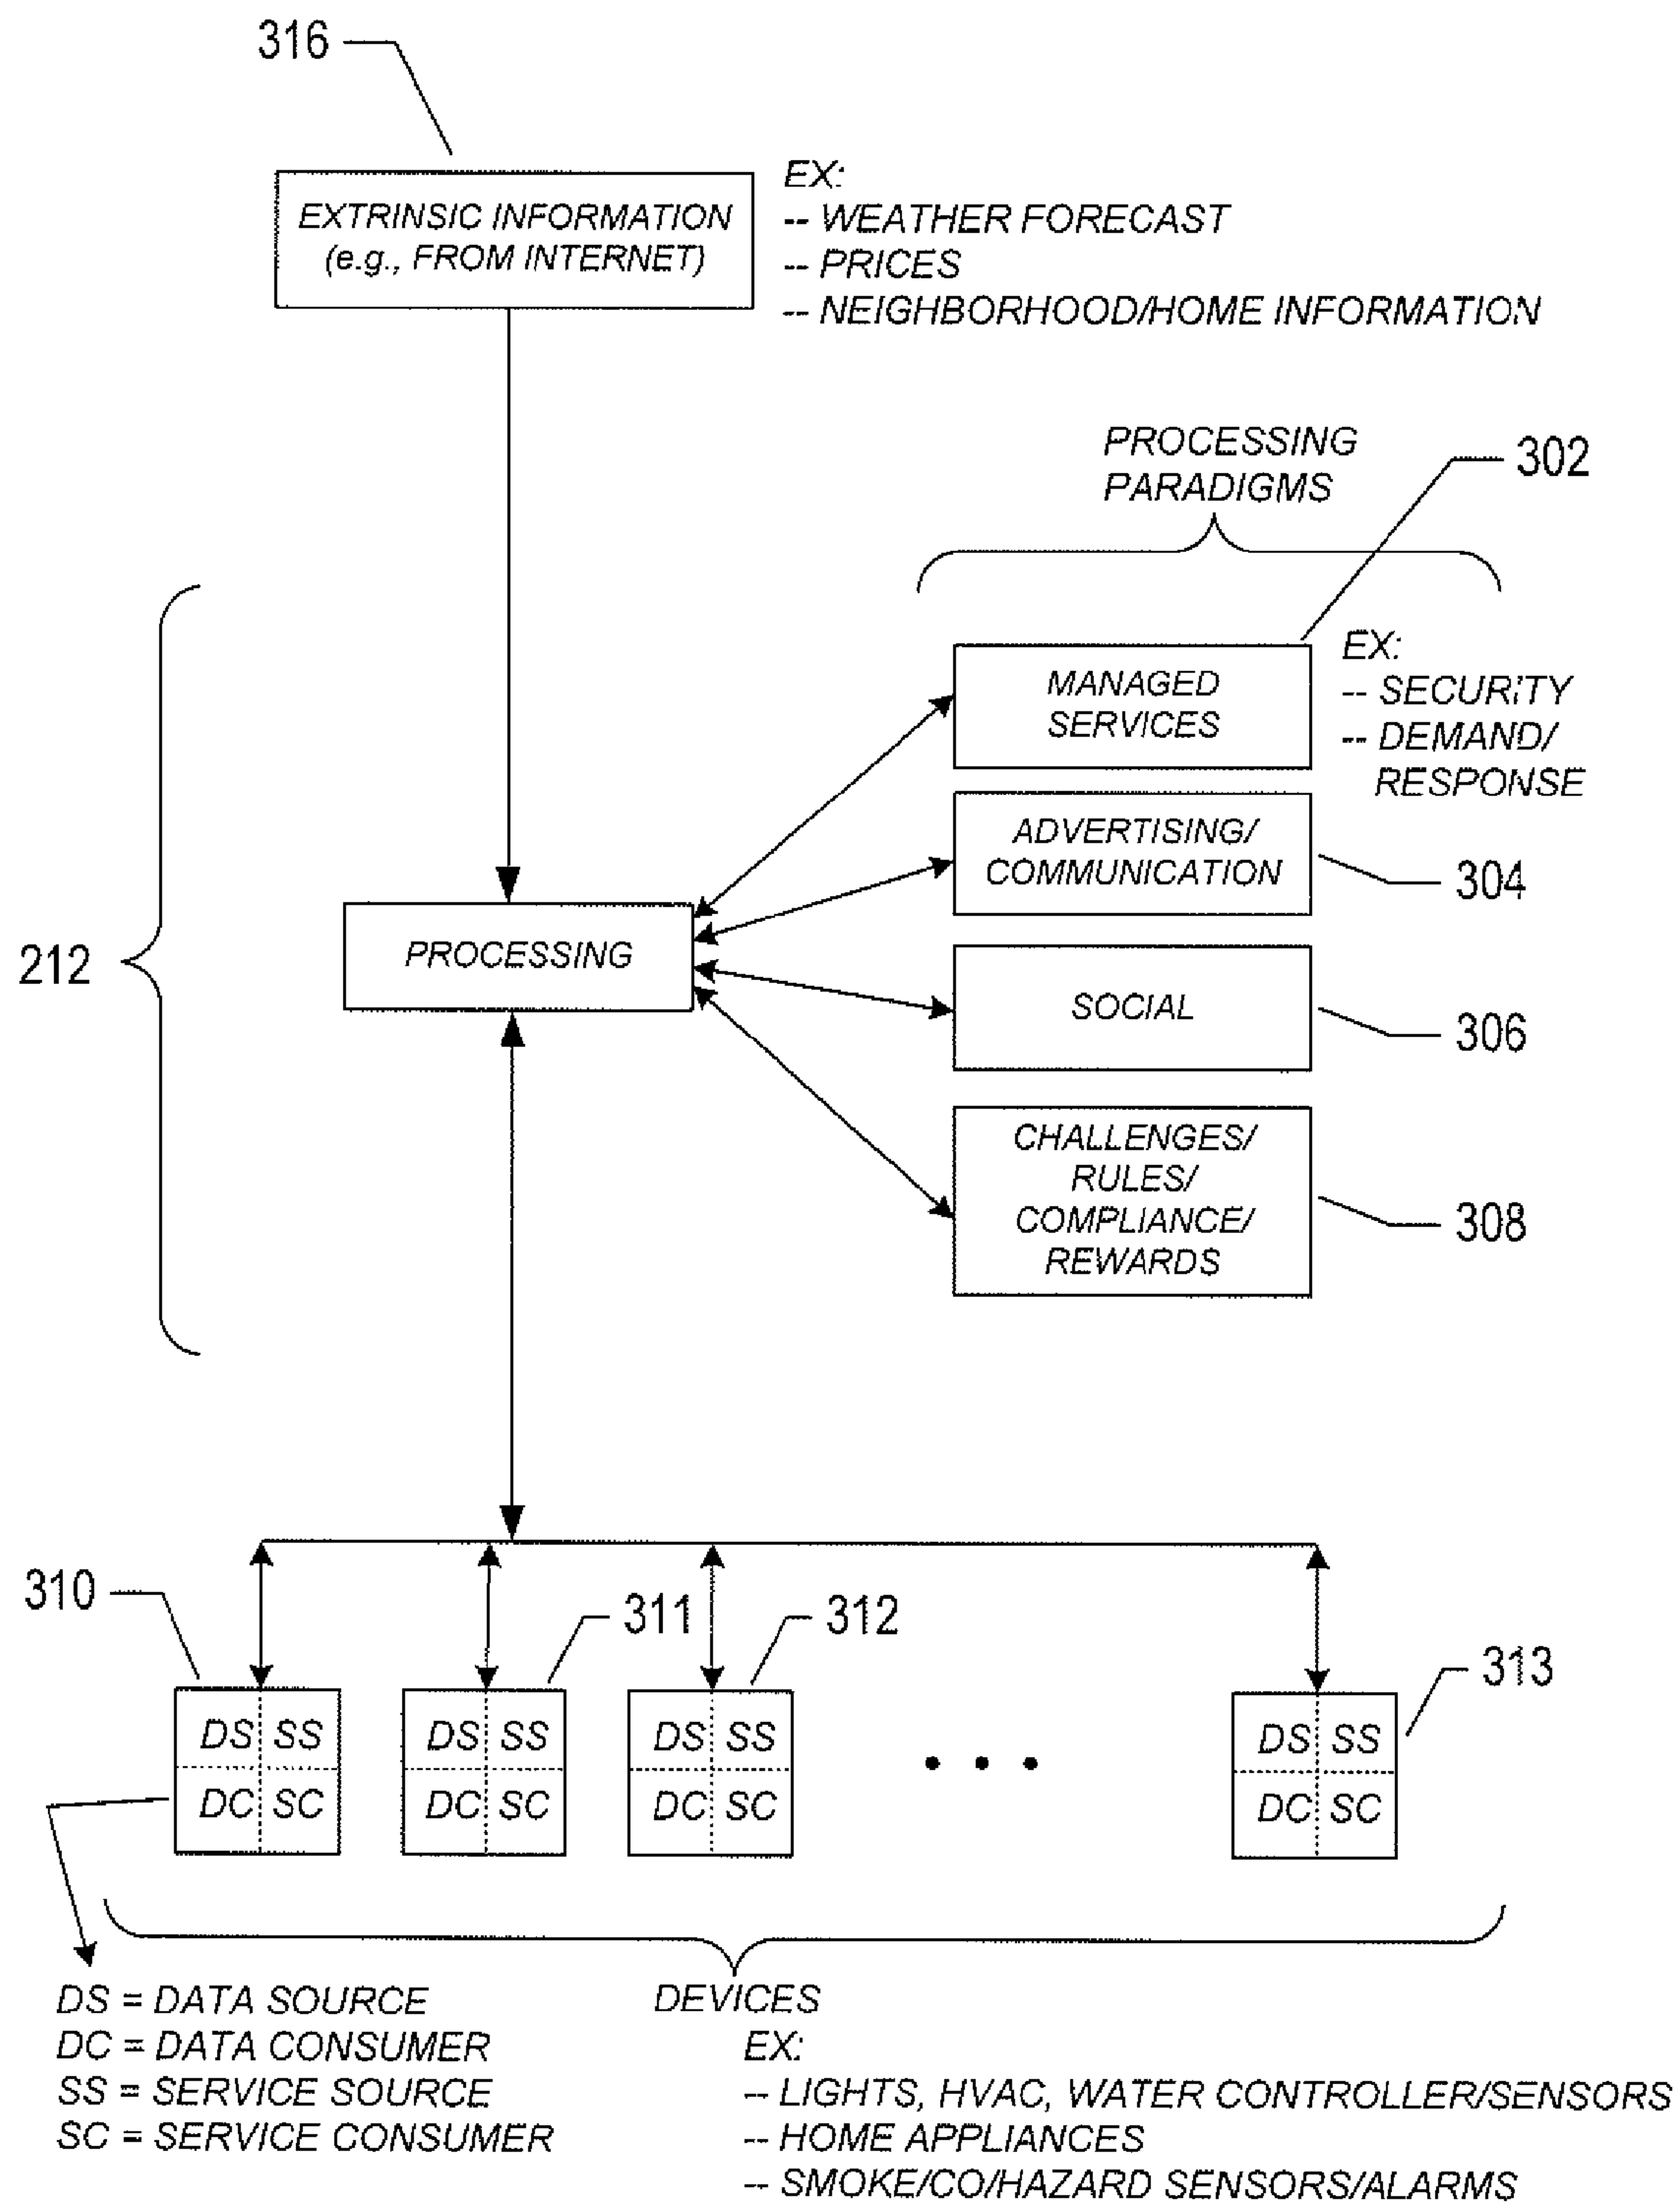 316
EXTRINSIC INFORMATION
(e.g., FROM INTERNET)
EX:
-- WEATHER FORECAST
-- PRICES
-- NEIGHBORHOOD/HOME INFORMATION
PROCESSING
PARADIGMS
302
MANAGED
SERVICES
EX:
-- SECURITY
-- DEMAND/
RESPONSE
ADVERTISING/
COMMUNICATION
304
212
PROCESSING
SOCIAL
306
CHALLENGES/
RULES/
COMPLIANCE/
REWARDS
308
310
311
312
313
DS SS
DC SC
DS SS
DC SC
DS SS
DC SC
• • •
DS SS
DC SC
DS = DATA SOURCE
DC = DATA CONSUMER
SS = SERVICE SOURCE
SC = SERVICE CONSUMER
DEVICES
EX:
-- LIGHTS, HVAC, WATER CONTROLLER/SENSORS
-- HOME APPLIANCES
-- SMOKE/CO/HAZARD SENSORS/ALARMS